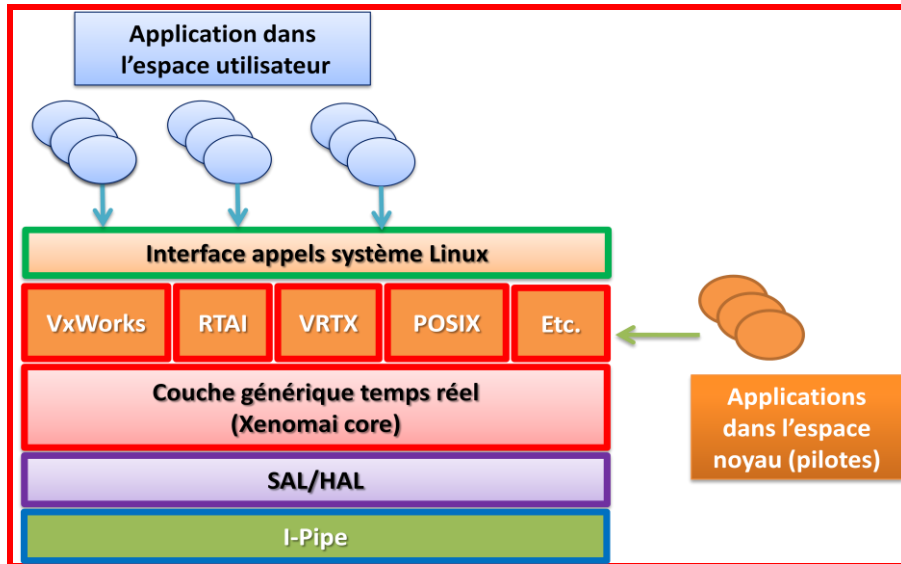 Application dans
l'espace utilisateur
Interface appels système Linux
VxWorks
RTAI
VRTX
POSIX
Etc.
Couche générique temps réel
(Xenomai core)
Applications
dans l'espace
noyau (pilotes)
SAL/HAL
I-Pipe